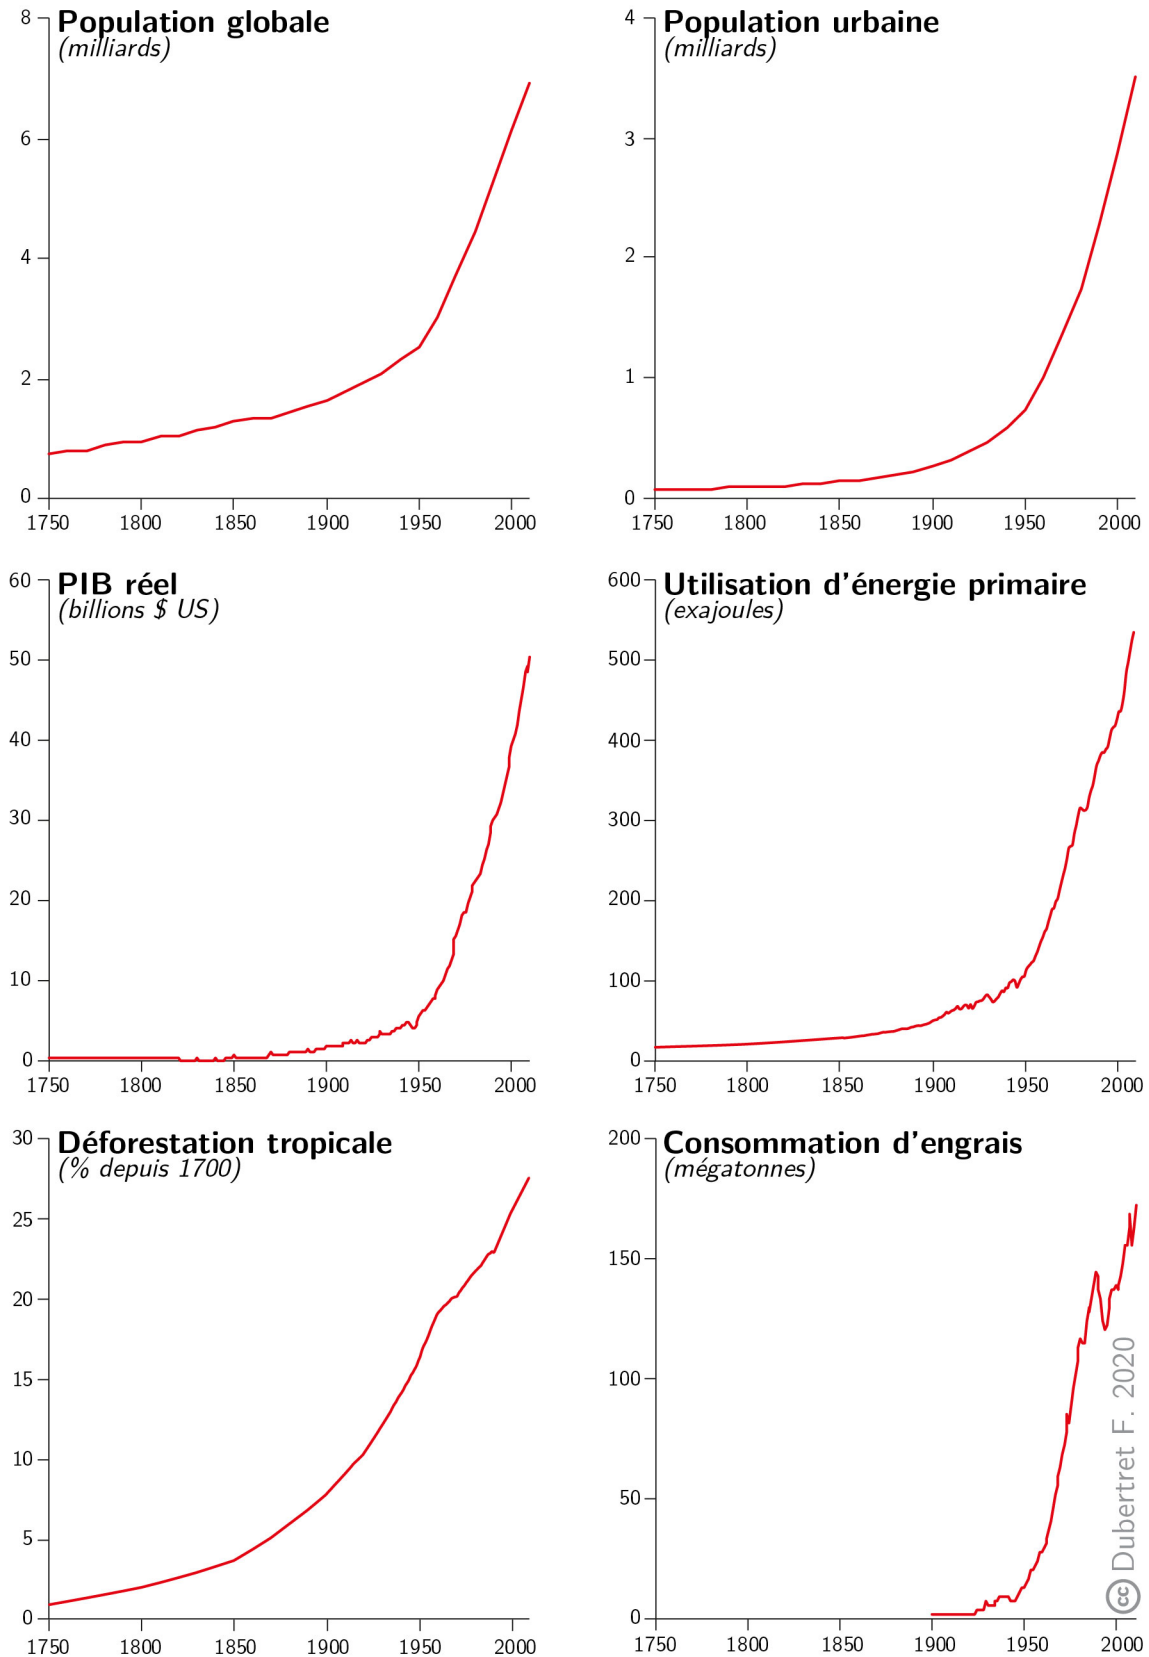 Population globale
(milliards)
8
6
4
2
0
1750 1800 1850 1900 1950 2000
Population urbaine
(milliards)
4
3
2
1
0
1750 1800 1850 1900 1950 2000
PIB réel
(billions $ US)
60
50
40
30
20
10
0
1750 1800 1850 1900 1950 2000
Utilisation d'énergie primaire
(exajoules)
600
500
400
300
200
100
0
1750 1800 1850 1900 1950 2000
Déforestation tropicale
(% depuis 1700)
30
25
20
15
10
5
0
1750 1800 1850 1900 1950 2000
Consommation d'engrais
(mégatonnes)
200
150
100
50
0
1750 1800 1850 1900 1950 2000
cc Dubertret F. 2020